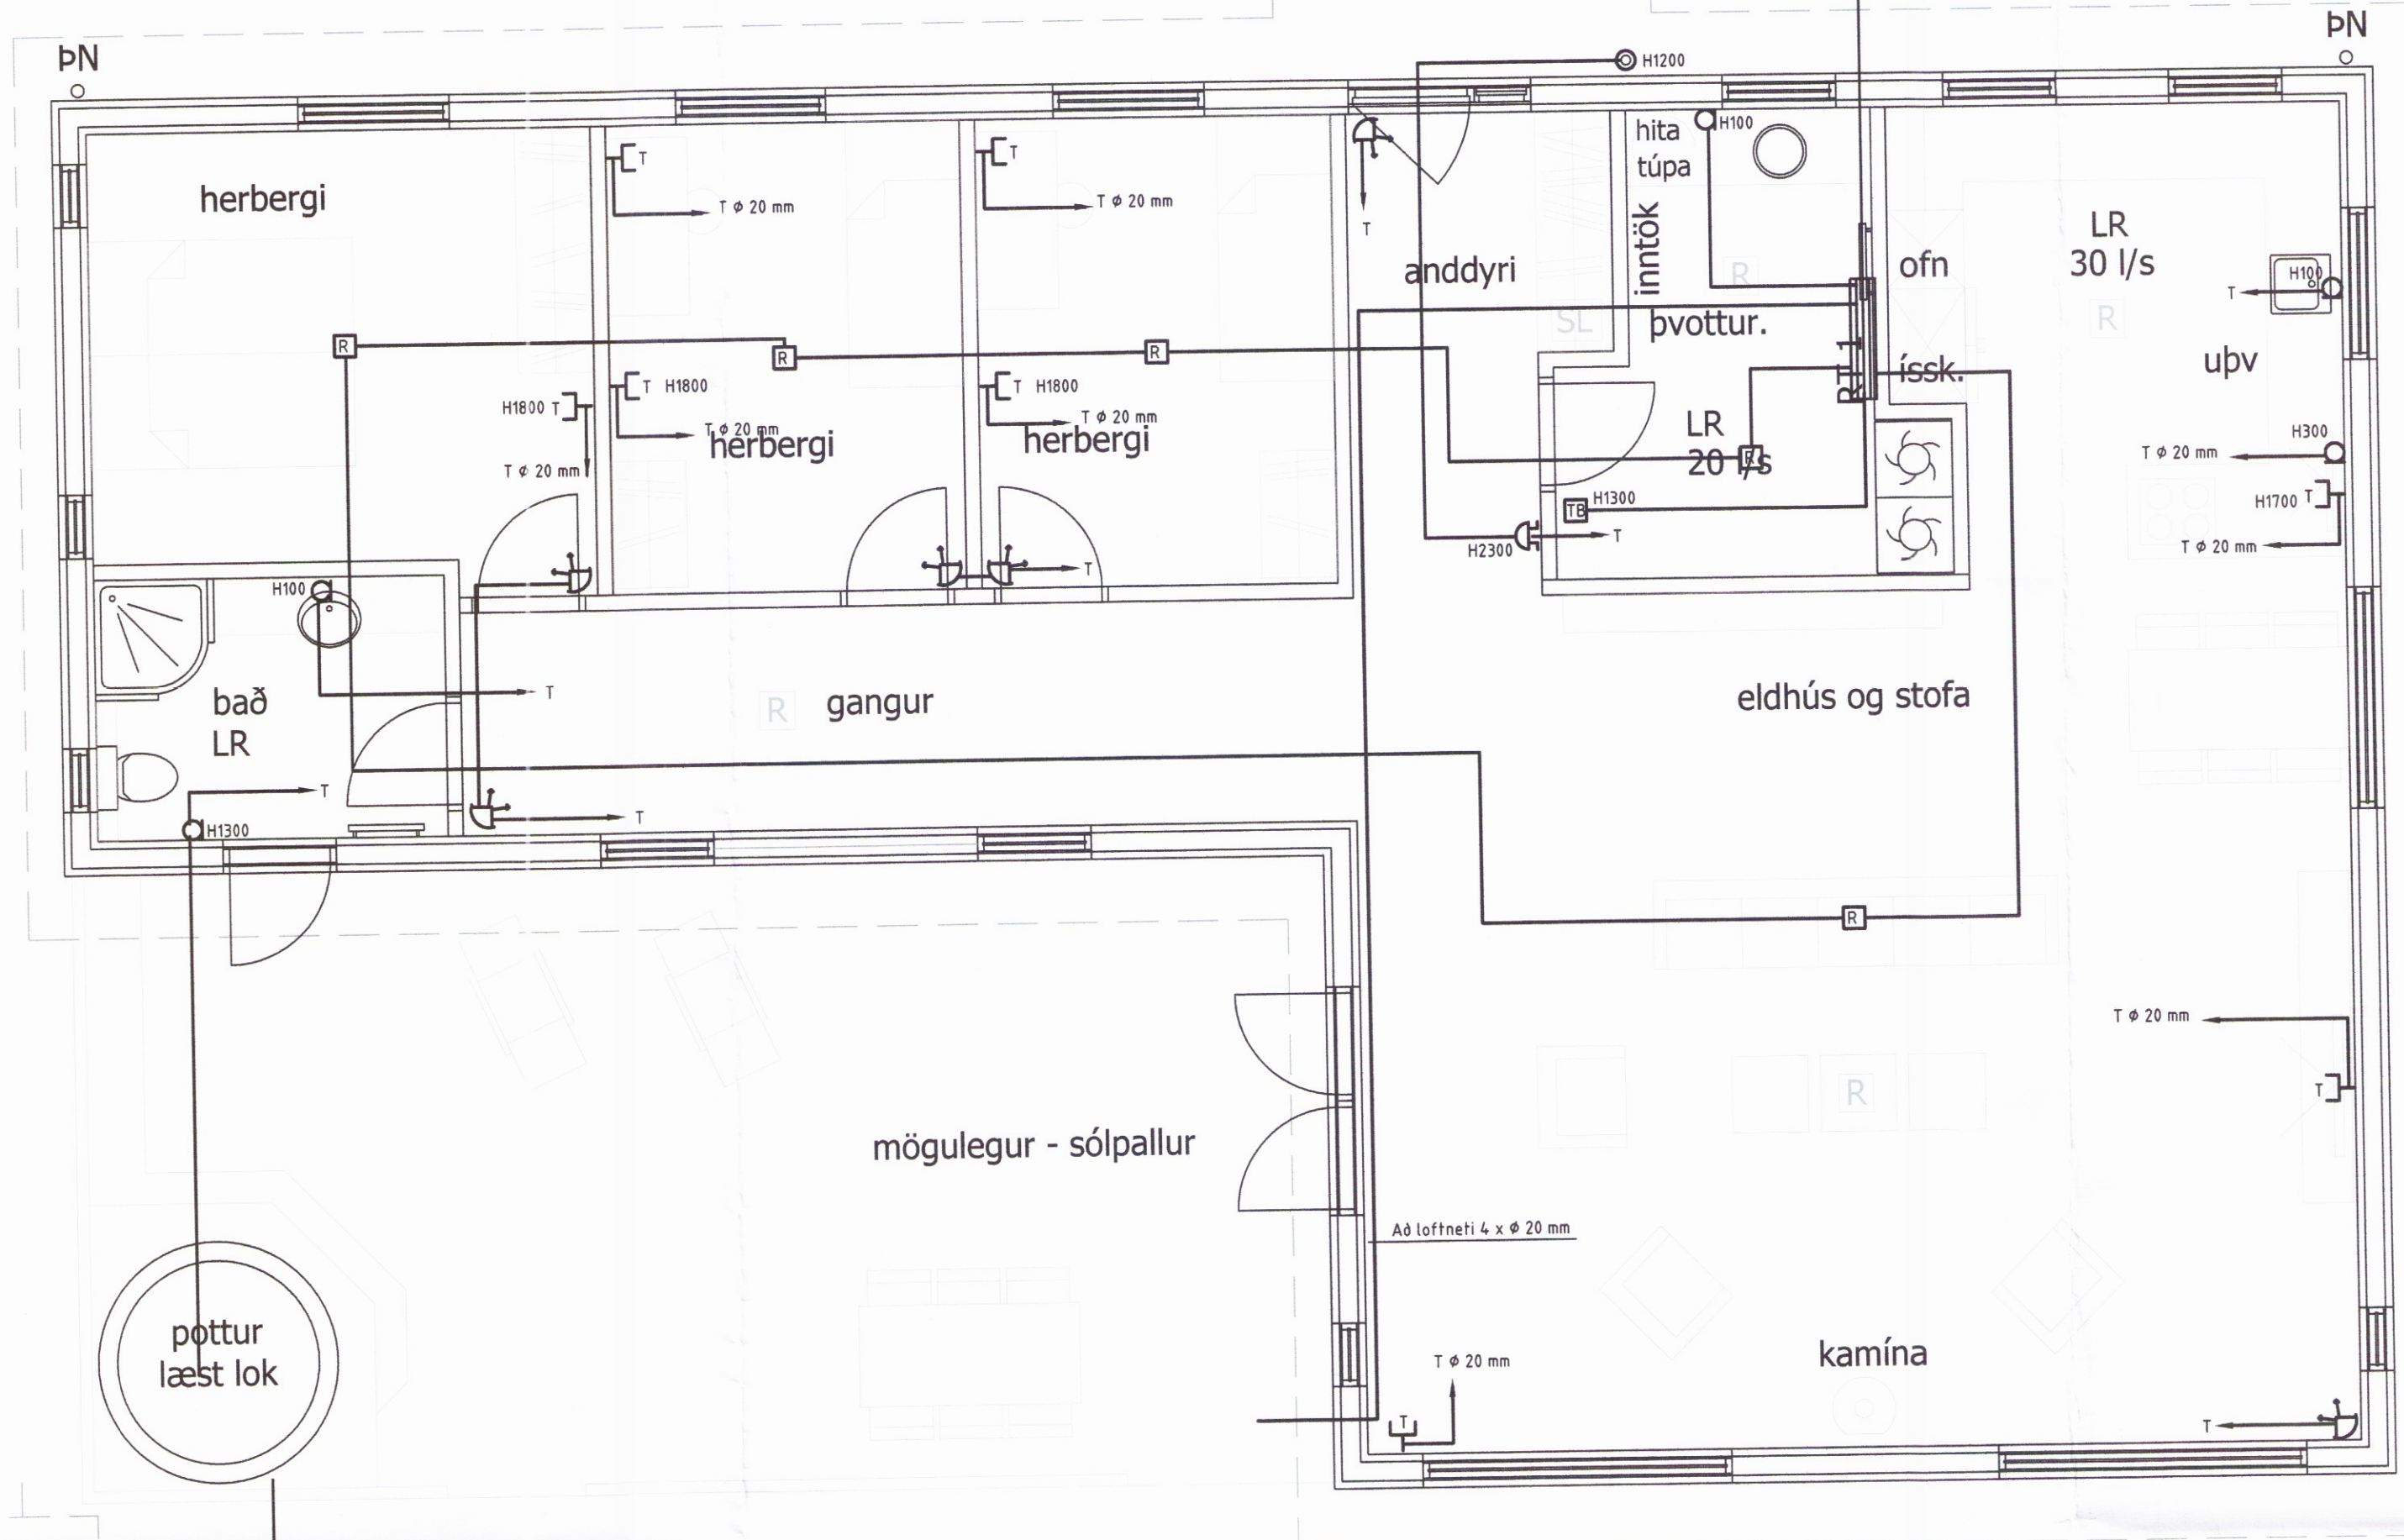 ÞN
ÞN
H1200
hita
túpa
H100
T
T
herbergi
T ø 20 mm
T ø 20 mm
T
inntök
anddyri
R
ofn
LR
30 l/s
H100
T
SL
þvottur.
R
R
R
R
íssk.
uþv
H1800 T
T H1800
T H1800
T ø 20 mm
T ø 20 mm
herbergi
herbergi
T ø 20 mm
LR
20 l/s
R
H300
T ø 20 mm
H1700 T
T ø 20 mm
TB
H1300
H2300
T
T
H100
T
bað
LR
R
gangur
eldhús og stofa
T
H1300
T
R
T ø 20 mm
T
R
mögulegur - sólpallur
Að loftneti 4 x ø 20 mm
pottur
læst lok
T ø 20 mm
kamína
T
T